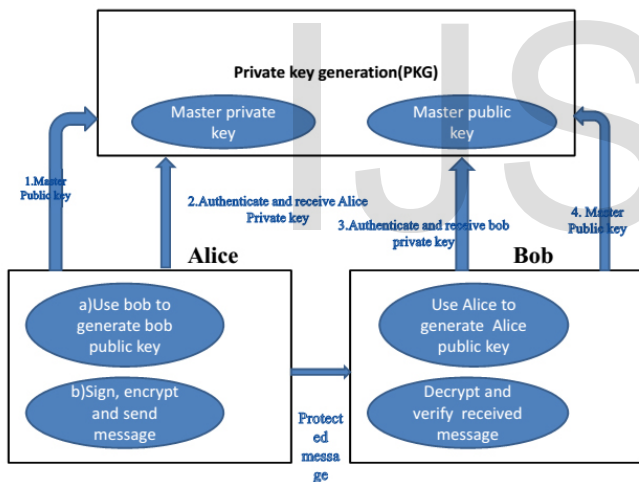 IJS
Private key generation(PKG)
Master private
key
Master public
key
1.Master
Public key
2.Authenticate and receive Alice
Private key
3.Authenticate and receive bob
private key
4. Master
Public key
Alice
Bob
a)Use bob to
generate bob
public key
Use Alice to
generate Alice
public key
b)Sign, encrypt
and send
message
Decrypt and
verify received
message
Protect
ed
messa
ge